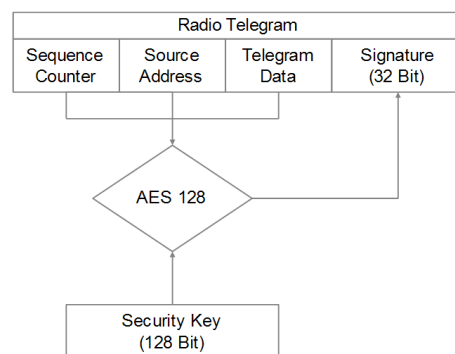 Radio Telegram
Sequence
Counter
Source
Address
Telegram
Data
Signature
(32 Bit)
AES 128
Security Key
(128 Bit)